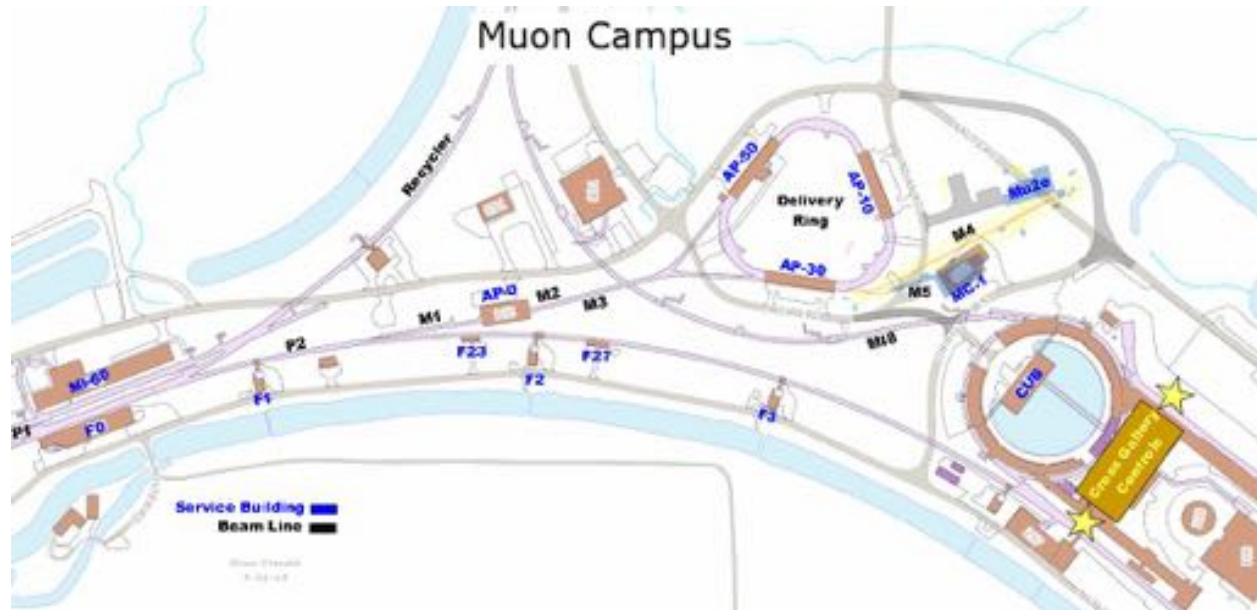 Muon Campus
Recycler
AP-50
AP-10
Delivery
Ring
Mu2e
M4
AP-30
M5
MC-1
AP-0
M1
M2
M3
P2
F23
F27
F2
MI-60
F1
F3
P1
F0
CUB
Cross Gallery
Controls
Service Building
Beam Line